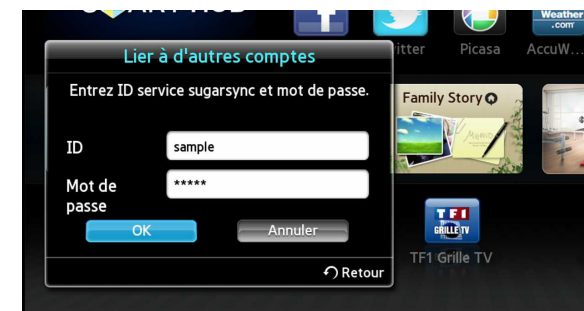 Weather
.com
Picasa
AccuW...
Lier à d'autres comptes
Entrez ID service sugarsync et mot de passe.
Family Story
ID
sample
Mot de
passe
*****
OK
Annuler
TF1
GRILLE TV
TF1 Grille TV
Retour